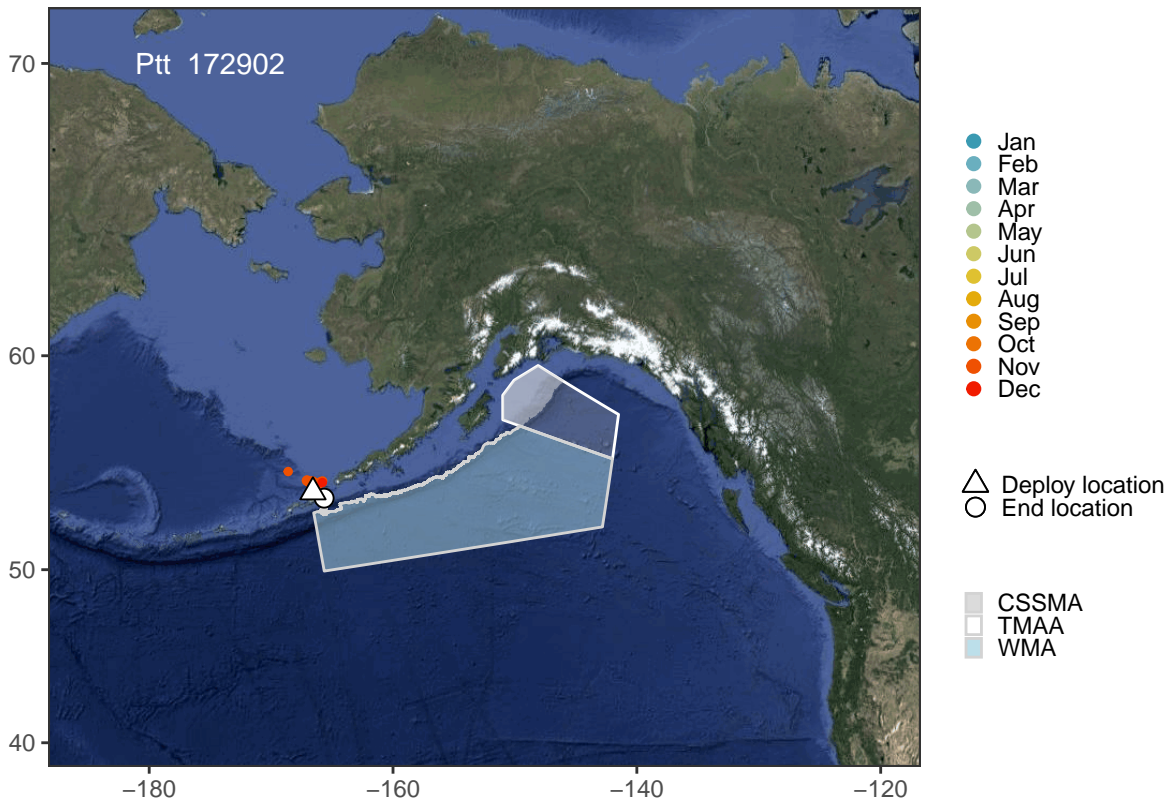 Ptt 172902
70
60
50
40
−180
−160
−140
−120
Jan
Feb
Mar
Apr
May
Jun
Jul
Aug
Sep
Oct
Nov
Dec
Deploy location
End location
CSSMA
TMAA
WMA